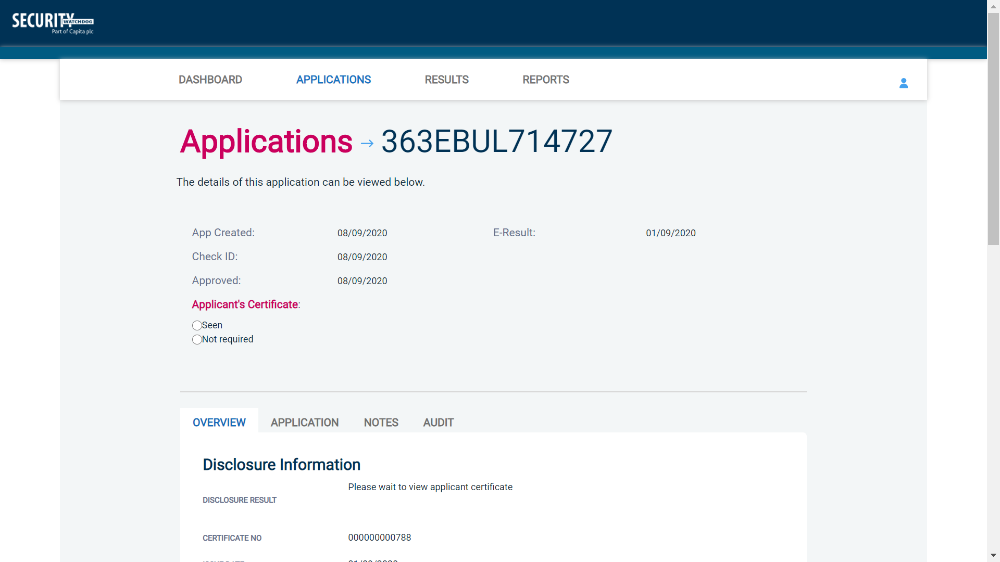 SECURITY WATCHDOG
Part of Capita plc
DASHBOARD APPLICATIONS RESULTS REPORTS
Applications → 363EBUL714727
The details of this application can be viewed below.
App Created: 08/09/2020 E-Result: 01/09/2020
Check ID: 08/09/2020
Approved: 08/09/2020
Applicant's Certificate:
Seen
Not required
OVERVIEW APPLICATION NOTES AUDIT
Disclosure Information
Please wait to view applicant certificate
DISCLOSURE RESULT
CERTIFICATE NO 000000000788